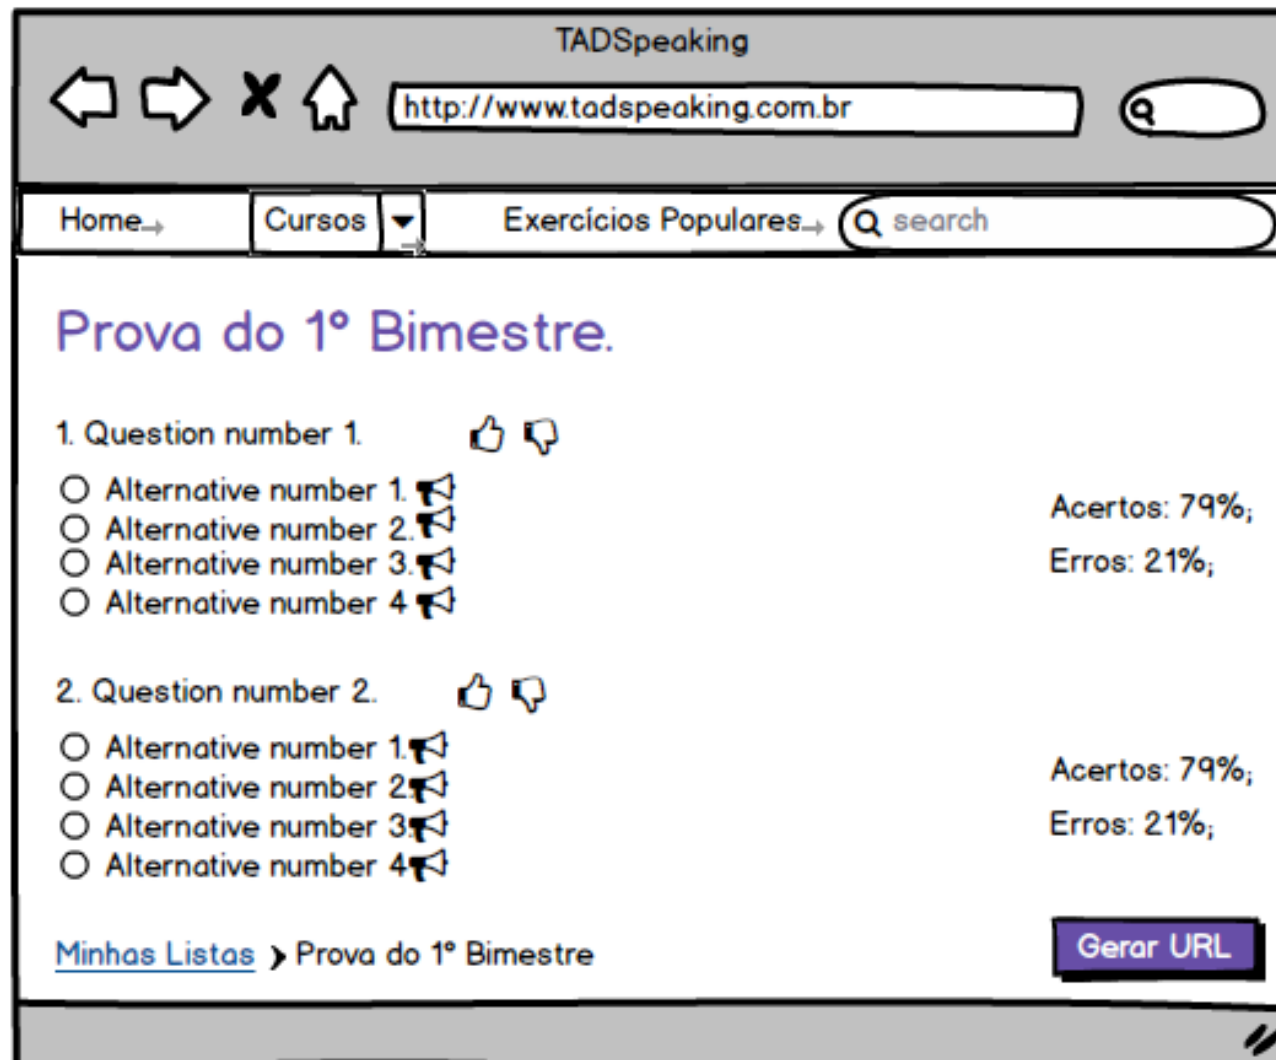 TADSpeaking
http://www.tadspeaking.com.br
Home Cursos Exercícios Populares search
Prova do 1° Bimestre.
1. Question number 1.
Alternative number 1.
Alternative number 2.
Alternative number 3.
Alternative number 4
Acertos: 79%;
Erros: 21%;
2. Question number 2.
Alternative number 1.
Alternative number 2.
Alternative number 3.
Alternative number 4
Acertos: 79%;
Erros: 21%;
Minhas Listas Prova do 1° Bimestre
Gerar URL